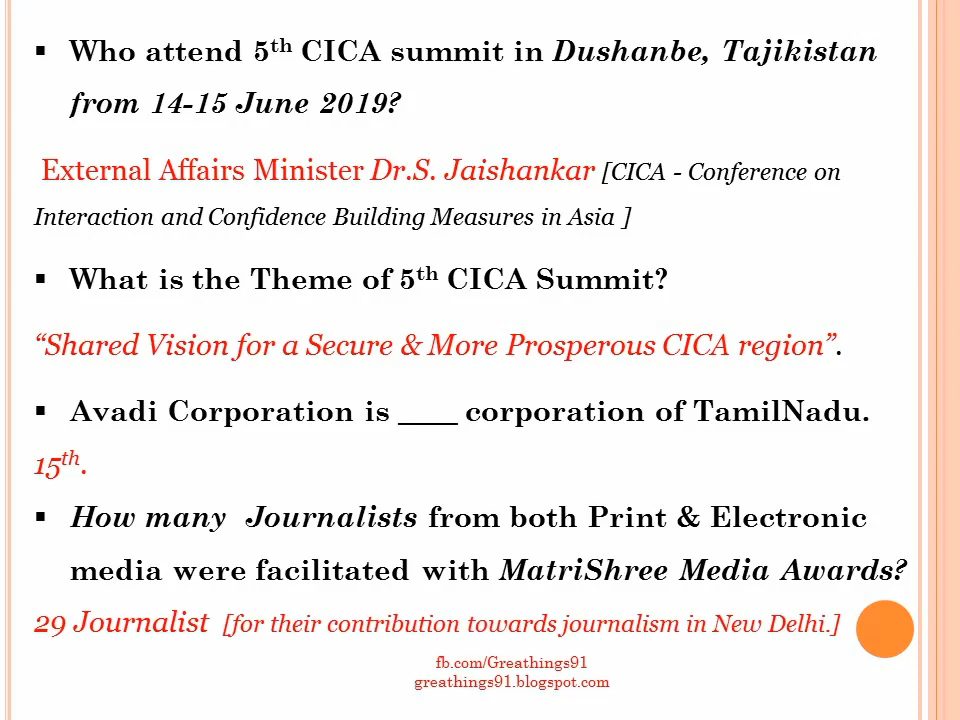 ▪ Who attend 5th CICA summit in Dushanbe, Tajikistan
from 14-15 June 2019?
External Affairs Minister Dr.S. Jaishankar [CICA - Conference on
Interaction and Confidence Building Measures in Asia ]
▪ What is the Theme of 5th CICA Summit?
“Shared Vision for a Secure & More Prosperous CICA region”.
▪ Avadi Corporation is ____ corporation of TamilNadu.
15th.
▪ How many Journalists from both Print & Electronic
media were facilitated with MatriShree Media Awards?
29 Journalist [for their contribution towards journalism in New Delhi.]
fb.com/Greathings91
greathings91.blogspot.com